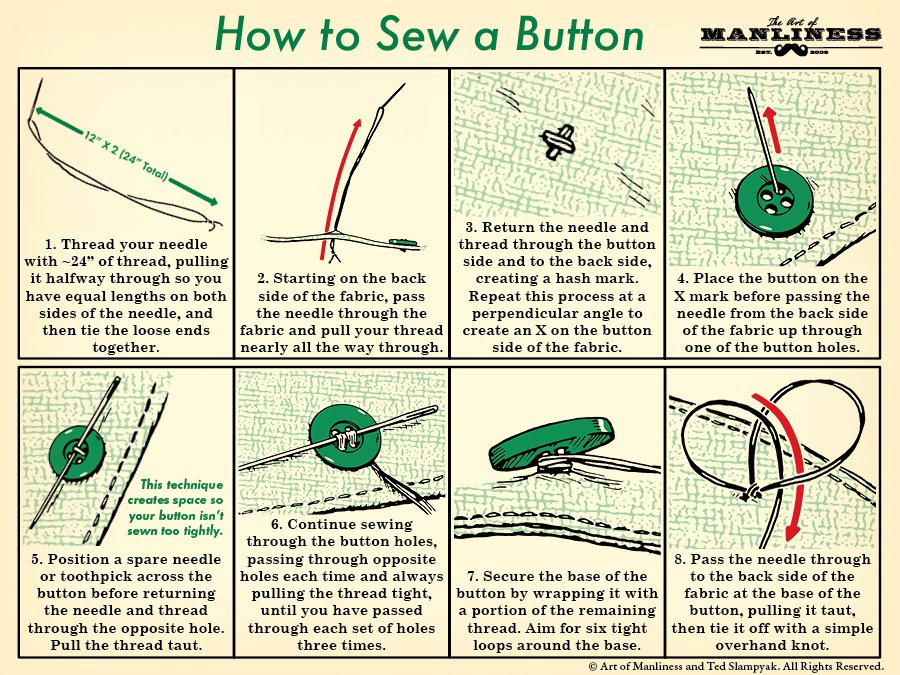 How to Sew a Button
The Art of
MANLINESS
EST. 2008
12" X 2 (24" Total)
1. Thread your needle
with ~24” of thread, pulling
it halfway through so you
have equal lengths on both
sides of the needle, and
then tie the loose ends
together.
2. Starting on the back
side of the fabric, pass
the needle through the
fabric and pull your thread
nearly all the way through.
3. Return the needle and
thread through the button
side and to the back side,
creating a hash mark.
Repeat this process at a
perpendicular angle to
create an X on the button
side of the fabric.
4. Place the button on the
X mark before passing the
needle from the back side
of the fabric up through
one of the button holes.
This technique
creates space so
your button isn't
sewn too tightly.
5. Position a spare needle
or toothpick across the
button before returning
the needle and thread
through the opposite hole.
Pull the thread taut.
6. Continue sewing
through the button holes,
passing through opposite
holes each time and always
pulling the thread tight,
until you have passed
through each set of holes
three times.
7. Secure the base of the
button by wrapping it with
a portion of the remaining
thread. Aim for six tight
loops around the base.
8. Pass the needle through
to the back side of the
fabric at the base of the
button, pulling it taut,
then tie it off with a simple
overhand knot.
© Art of Manliness and Ted Slampyak. All Rights Reserved.